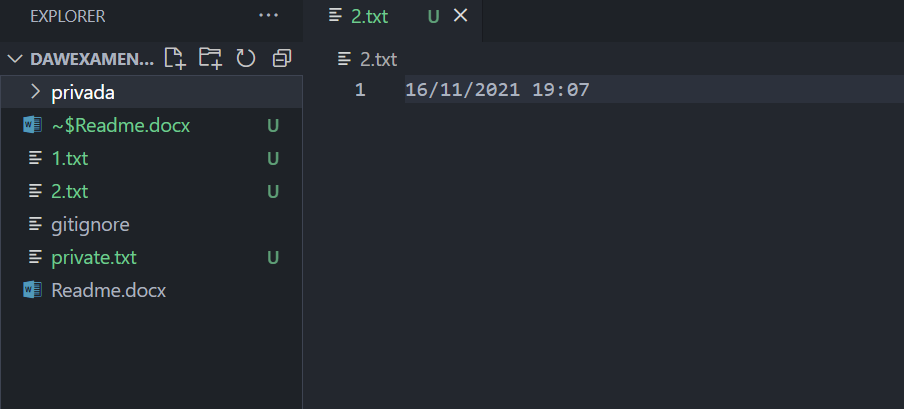 EXPLORER ···
DAWEXAMEN...
privada
~$Readme.docx U
1.txt U
2.txt U
gitignore
private.txt U
Readme.docx
2.txt U
2.txt
1 16/11/2021 19:07